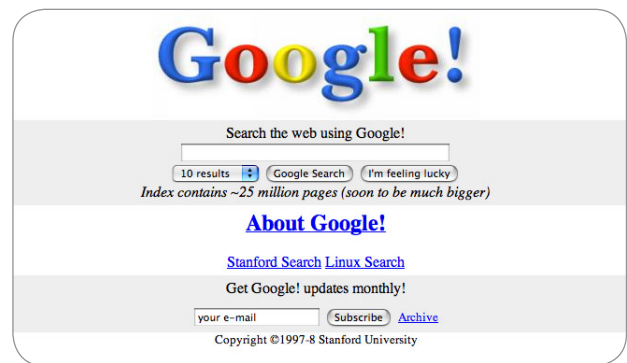 Google!
Search the web using Google!
10 results Google Search I'm feeling lucky
Index contains ~25 million pages (soon to be much bigger)
About Google!
Stanford Search Linux Search
Get Google! updates monthly!
your e-mail Subscribe Archive
Copyright ©1997-8 Stanford University